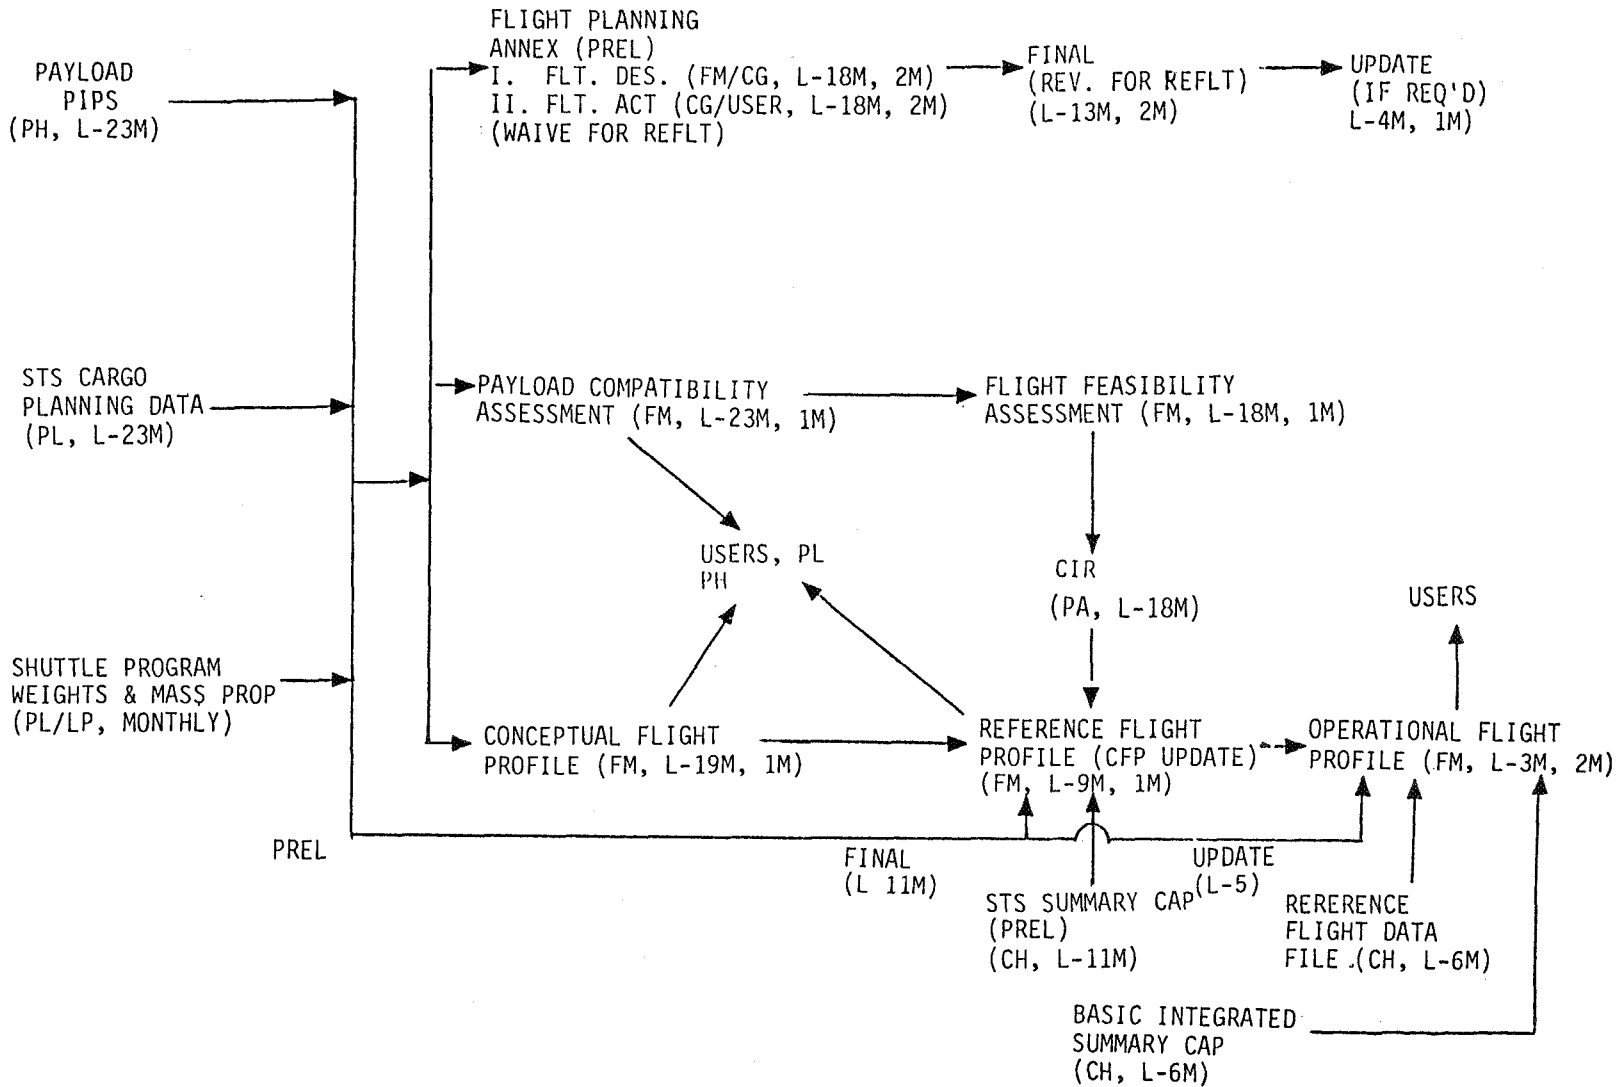 PAYLOAD
PIPS
(PH, L-23M)
FLIGHT PLANNING
ANNEX (PREL)
I. FLT. DES. (FM/CG, L-18M, 2M)
II. FLT. ACT (CG/USER, L-18M, 2M)
(WAIVE FOR REFLT)
FINAL
(REV. FOR REFLT)
(L-13M, 2M)
UPDATE
(IF REQ'D)
L-4M, 1M)
STS CARGO
PLANNING DATA
(PL, L-23M)
PAYLOAD COMPATIBILITY
ASSESSMENT (FM, L-23M, 1M)
FLIGHT FEASIBILITY
ASSESSMENT (FM, L-18M, 1M)
USERS, PL
PH
CIR
(PA, L-18M)
USERS
SHUTTLE PROGRAM
WEIGHTS & MASS PROP
(PL/LP, MONTHLY)
CONCEPTUAL FLIGHT
PROFILE (FM, L-19M, 1M)
REFERENCE FLIGHT
PROFILE (CFP UPDATE)
(FM, L-9M, 1M)
OPERATIONAL FLIGHT
PROFILE (FM, L-3M, 2M)
PREL
FINAL
(L 11M)
UPDATE
(L-5)
STS SUMMARY CAP
(PREL)
(CH, L-11M)
RERERENCE
FLIGHT DATA
FILE .(CH, L-6M)
BASIC INTEGRATED
SUMMARY CAP
(CH, L-6M)